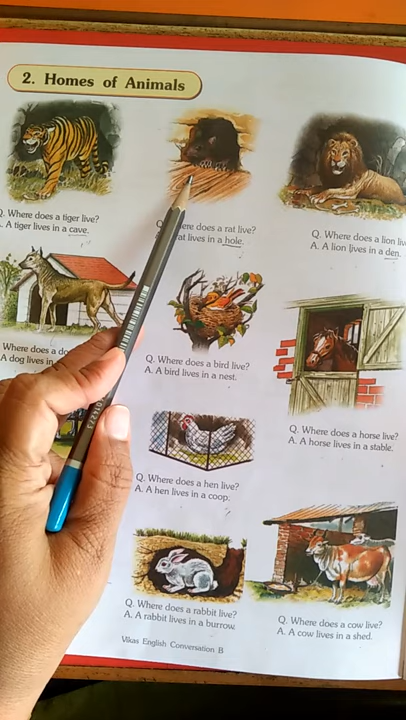 2. Homes of Animals
Q. Where does a tiger live?
A. A tiger lives in a cave.
ere does a rat live?
rat lives in a hole.
Q. Where does a lion live
A. A lion lives in a den.
Where does a do
A dog lives in
Q. Where does a bird live?
A. A bird lives in a nest.
Q. Where does a horse live?
A. A horse lives in a stable.
Q. Where does a hen live?
A. A hen lives in a coop.
Q. Where does a rabbit live?
A. A rabbit lives in a burrow.
Q. Where does a cow live?
A. A cow lives in a shed.
Vikas English Conversation B